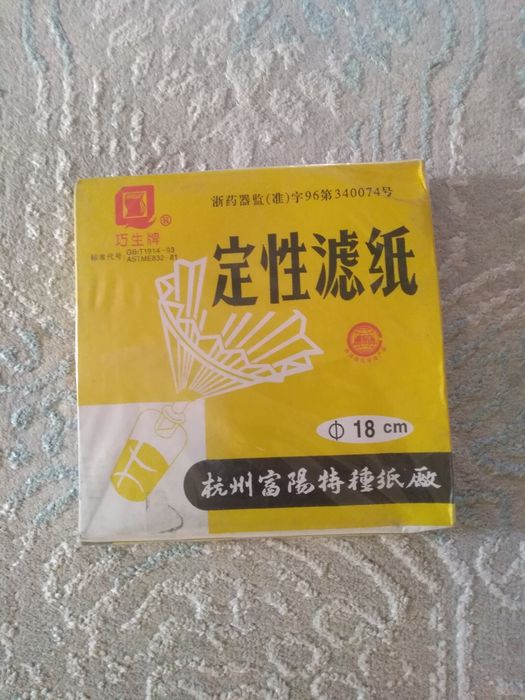 浙药器监(准)字96第340074号
巧生牌
®
标准代号 GB/T1914-93
ASTME832-81
定性滤纸
Φ 18 cm
杭州富陽特種纸廠